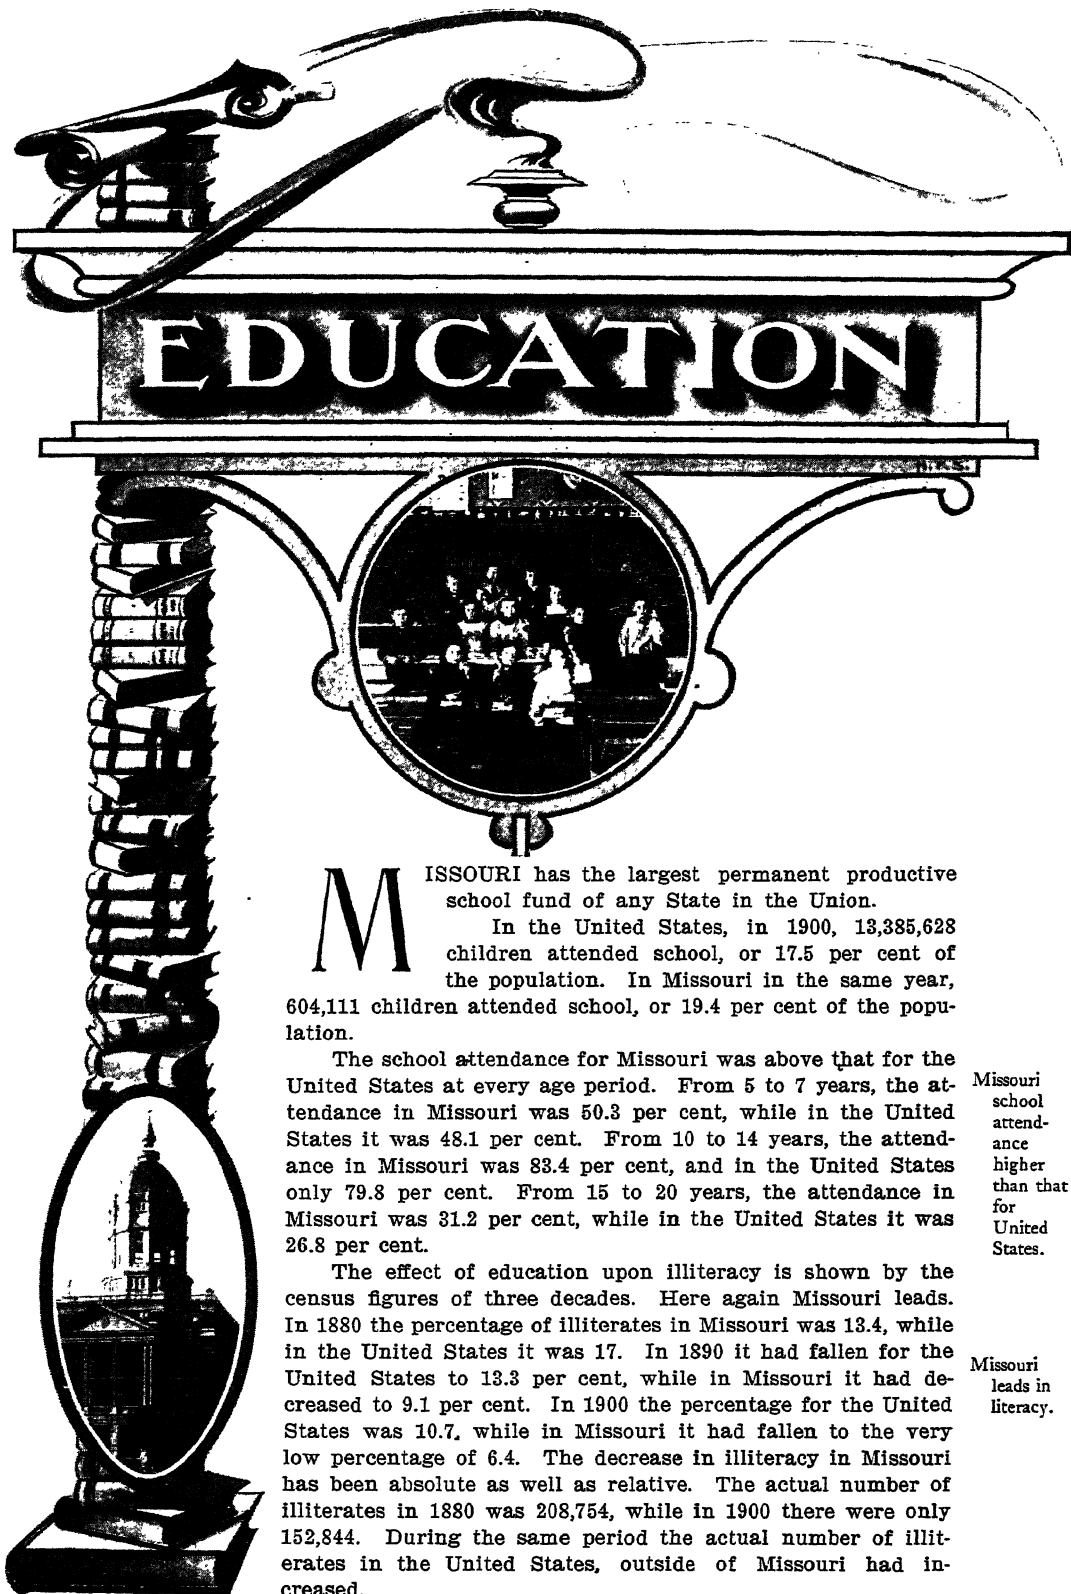 EDUCATION
H.F.S.
MISSOURI has the largest permanent productive
school fund of any State in the Union.
In the United States, in 1900, 13,385,628
children attended school, or 17.5 per cent of
the population. In Missouri in the same year,
604,111 children attended school, or 19.4 per cent of the popu-
lation.
The school attendance for Missouri was above that for the
United States at every age period. From 5 to 7 years, the at-
tendance in Missouri was 50.3 per cent, while in the United
States it was 48.1 per cent. From 10 to 14 years, the attend-
ance in Missouri was 83.4 per cent, and in the United States
only 79.8 per cent. From 15 to 20 years, the attendance in
Missouri was 31.2 per cent, while in the United States it was
26.8 per cent.
Missouri
school
attend-
ance
higher
than that
for
United
States.
The effect of education upon illiteracy is shown by the
census figures of three decades. Here again Missouri leads.
In 1880 the percentage of illiterates in Missouri was 13.4, while
in the United States it was 17. In 1890 it had fallen for the
United States to 13.3 per cent, while in Missouri it had de-
creased to 9.1 per cent. In 1900 the percentage for the United
States was 10.7, while in Missouri it had fallen to the very
low percentage of 6.4. The decrease in illiteracy in Missouri
has been absolute as well as relative. The actual number of
illiterates in 1880 was 208,754, while in 1900 there were only
152,844. During the same period the actual number of illit-
erates in the United States, outside of Missouri had in-
creased.
Missouri
leads in
literacy.